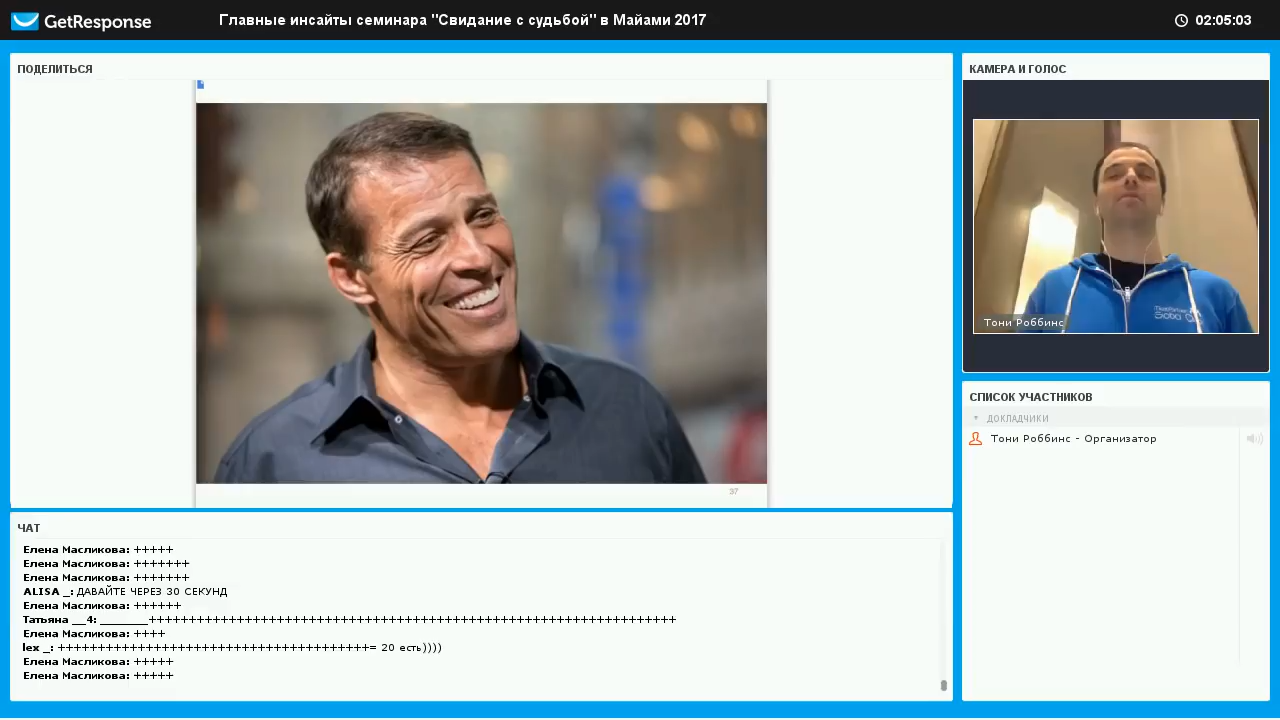 GetResponse
Главные инсайты семинара "Свидание с судьбой" в Майами 2017
02:05:03
ПОДЕЛИТЬСЯ
37
КАМЕРА И ГОЛОС
Тони Роббинс
СПИСОК УЧАСТНИКОВ
ДОКЛАДЧИКИ
Тони Роббинс - Организатор
ЧАТ
Елена Масликова: +++++
Елена Масликова: +++++++
Елена Масликова: +++++++
ALISA _: ДАВАЙТЕ ЧЕРЕЗ 30 СЕКУНД
Елена Масликова: ++++++
Татьяна __4: ________++++++++++++++++++++++++++++++++++++++++++++++++++++++++++++++++++
Елена Масликова: ++++
lex _: +++++++++++++++++++++++++++++++++++++++= 20 есть))))
Елена Масликова: +++++
Елена Масликова: +++++